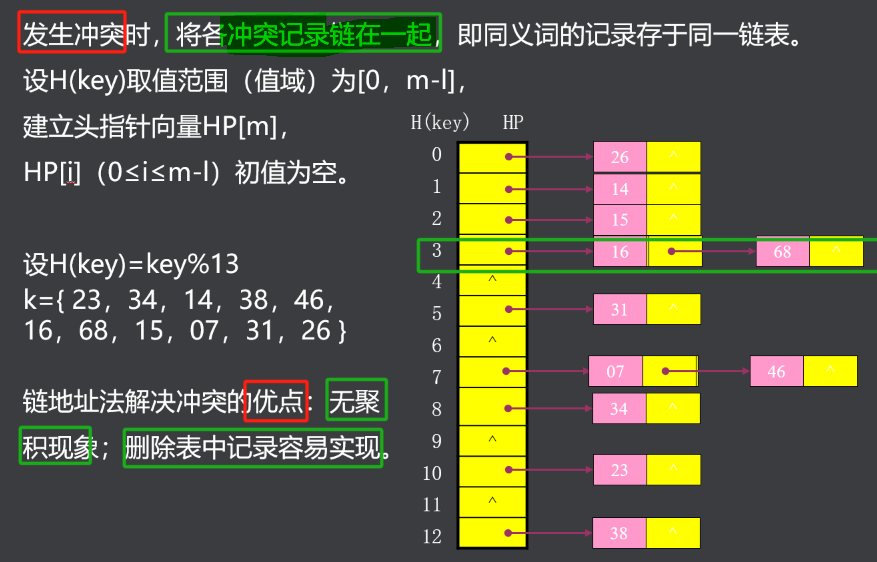 发生冲突时，将各冲突记录链在一起，即同义词的记录存于同一链表。
设H(key)取值范围（值域）为[0，m-l]，
建立头指针向量HP[m]，
HP[i]（0≤i≤m-l）初值为空。
设H(key)=key%13
k={ 23，34，14，38，46，
16，68，15，07，31，26 }
链地址法解决冲突的优点：无聚
积现象；删除表中记录容易实现。
H(key) HP
0 26 ^
1 14 ^
2 15 ^
3 16 68 ^
4 ^
5 31 ^
6 ^
7 07 46 ^
8 34 ^
9 ^
10 23 ^
11 ^
12 38 ^